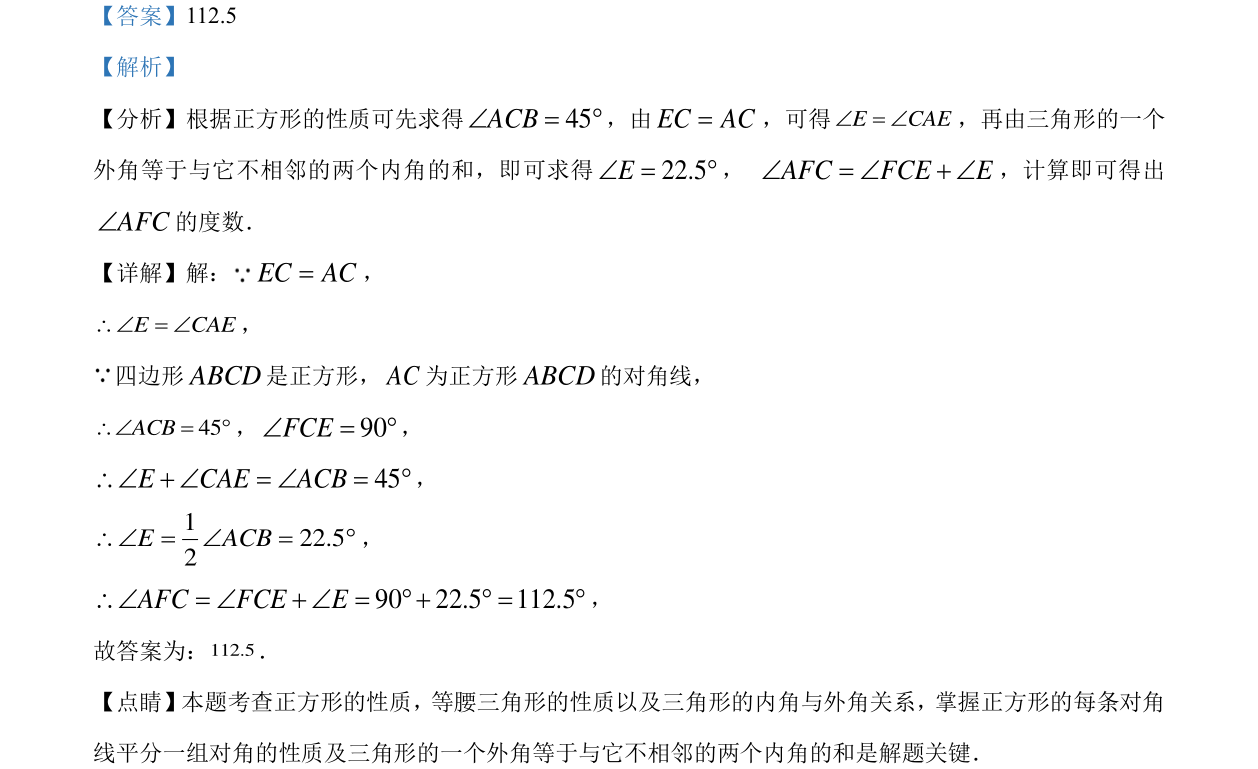 【答案】112.5
【解析】
【分析】根据正方形的性质可先求得∠ACB = 45°，由 EC = AC ，可得∠E = ∠CAE ，再由三角形的一个
外角等于与它不相邻的两个内角的和，即可求得∠E = 22.5°， ∠AFC = ∠FCE + ∠E ，计算即可得出
∠AFC 的度数．
【详解】解：∵ EC = AC ，
∴∠E = ∠CAE ，
∵四边形 ABCD 是正方形， AC 为正方形 ABCD 的对角线，
∴∠ACB = 45°， ∠FCE = 90°，
∴∠E + ∠CAE = ∠ACB = 45°，
∴∠E = 1/2 ∠ACB = 22.5°，
∴∠AFC = ∠FCE + ∠E = 90° + 22.5° = 112.5°，
故答案为：112.5．
【点睛】本题考查正方形的性质，等腰三角形的性质以及三角形的内角与外角关系，掌握正方形的每条对角
线平分一组对角的性质及三角形的一个外角等于与它不相邻的两个内角的和是解题关键．